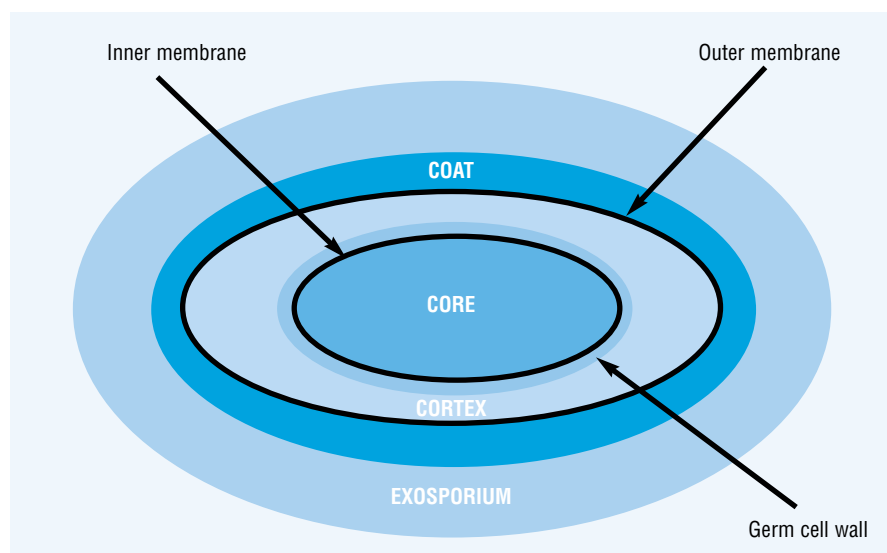 Inner membrane
Outer membrane
COAT
CORE
CORTEX
EXOSPORIUM
Germ cell wall